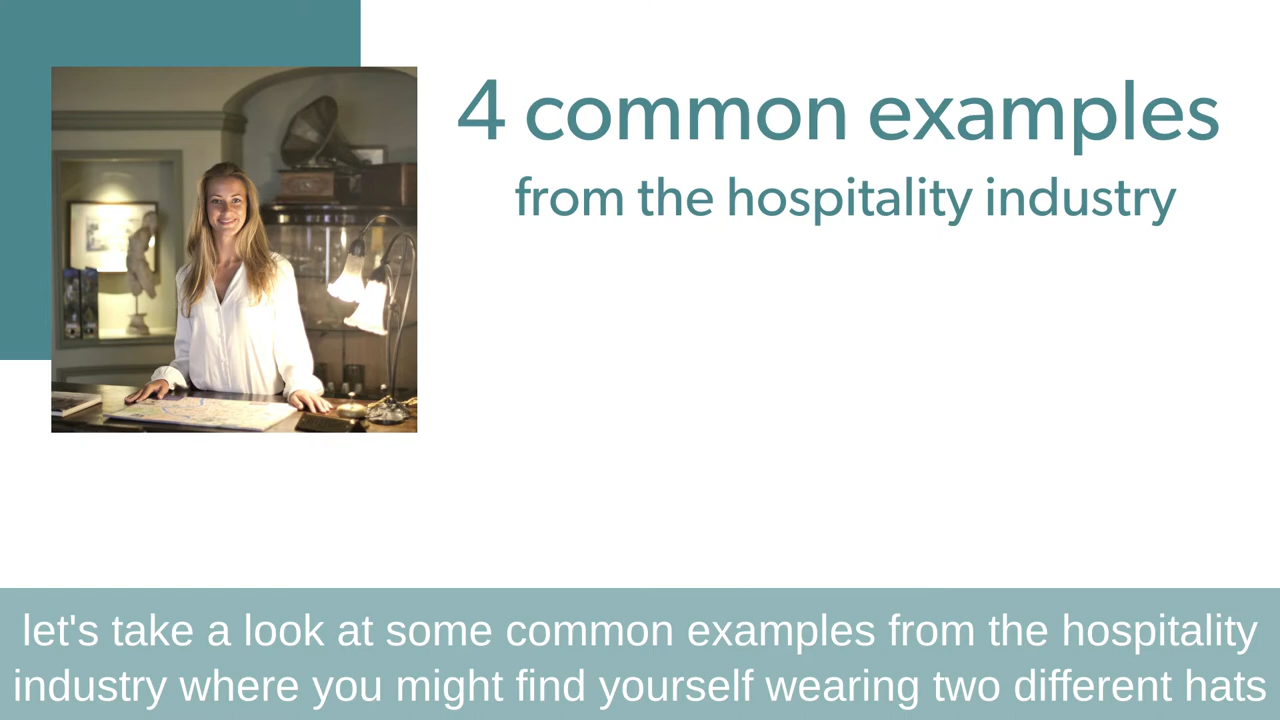 4 common examples
from the hospitality industry
let's take a look at some common examples from the hospitality
industry where you might find yourself wearing two different hats